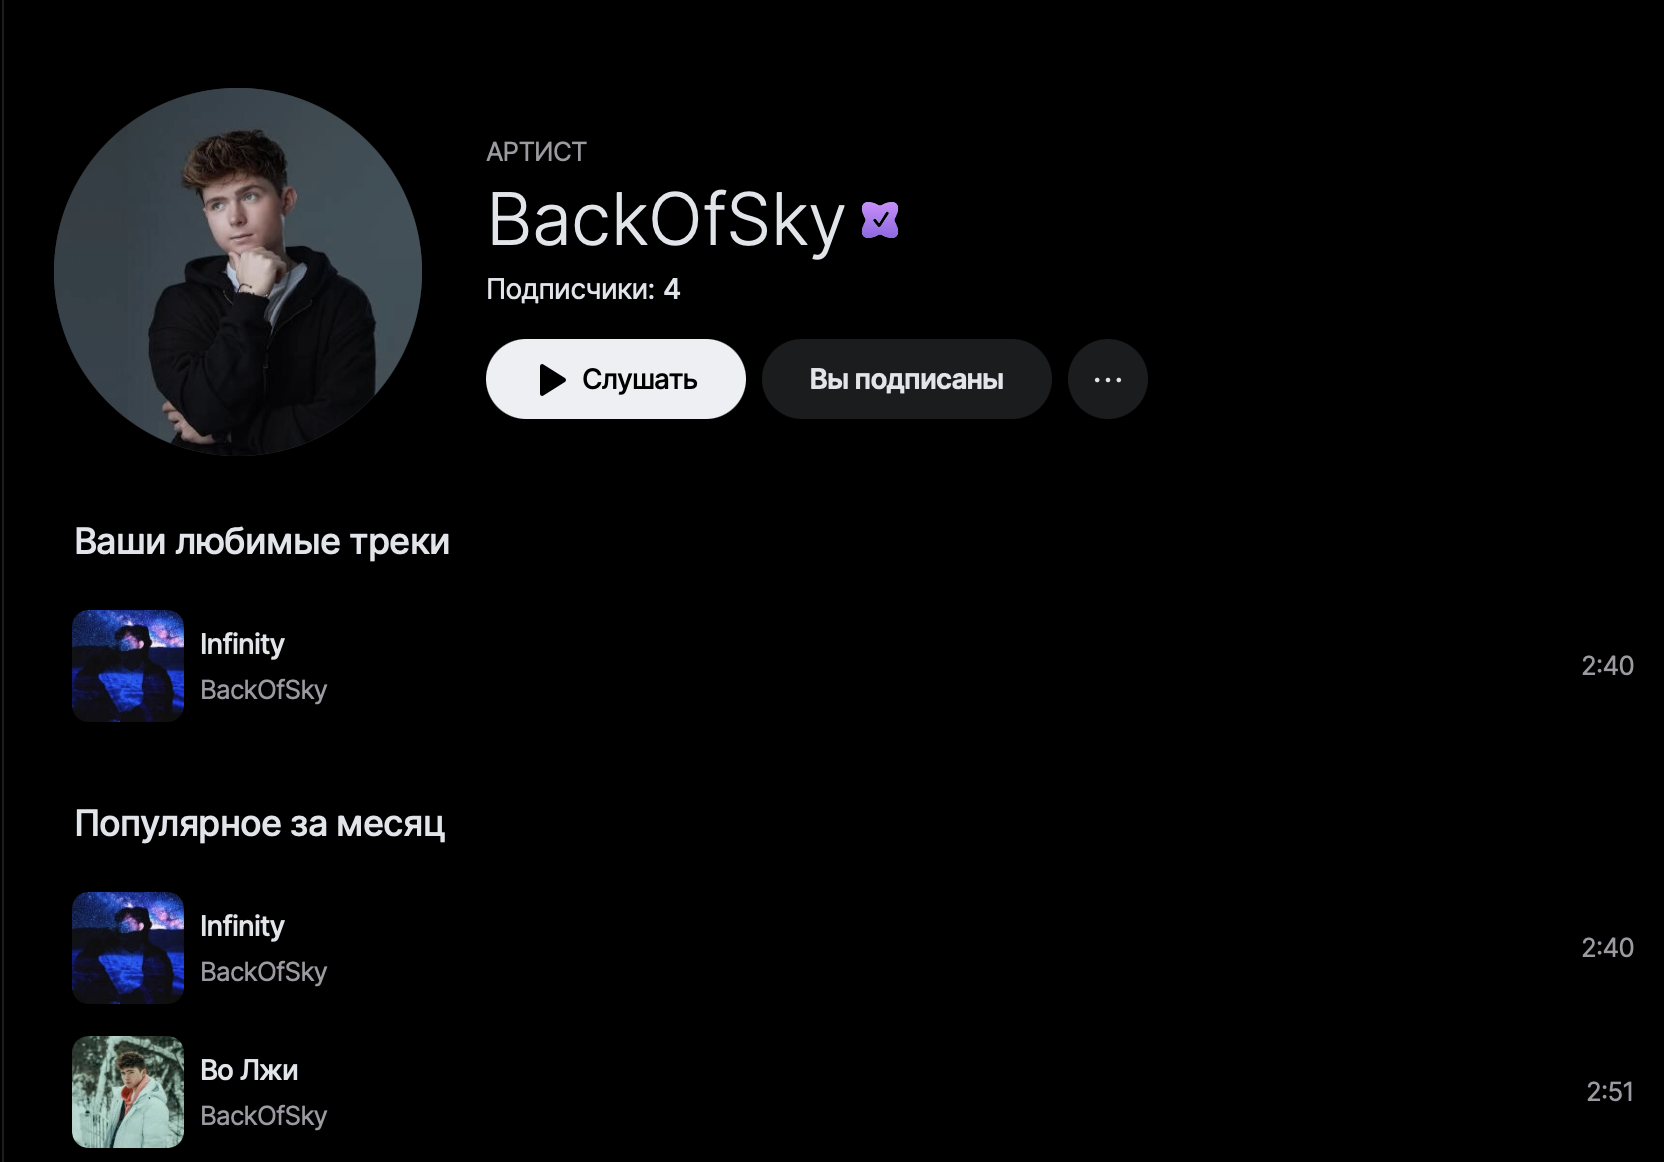 АРТИСТ
BackOfSky
Подписчики: 4
Слушать
Вы подписаны
Ваши любимые треки
Infinity
BackOfSky
2:40
Популярное за месяц
Infinity
BackOfSky
2:40
Во Лжи
BackOfSky
2:51